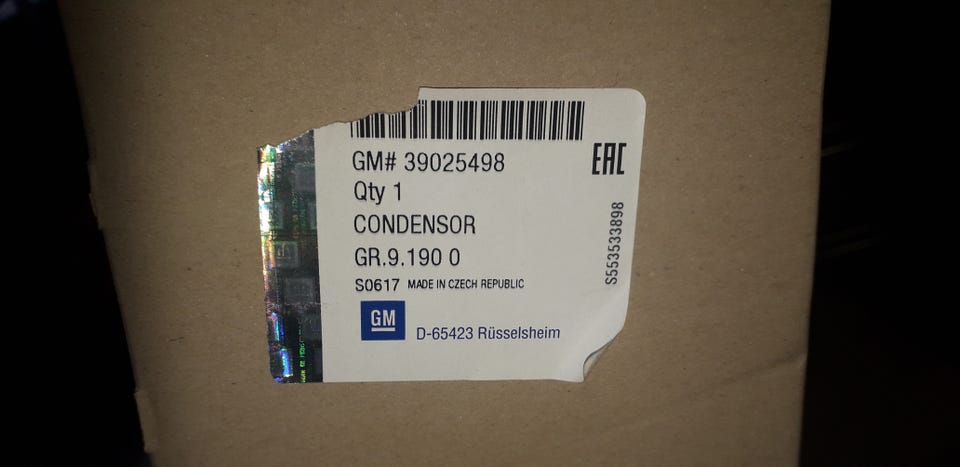 GM# 39025498
EAC
Qty 1
CONDENSOR
GR.9.190 0
S0617 MADE IN CZECH REPUBLIC
GM
D-65423 Rüsselsheim
S553533898
GM